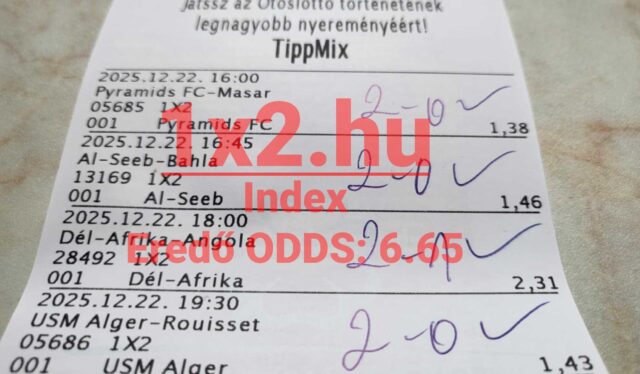 Játssz az Ötöslottó történetének
legnagyobb nyereményéért!
TippMix
2025.12.22. 16:00
Pyramids FC-Masar
05685 1X2
001 Pyramids FC 1,38
2-0 ✓
2025.12.22. 16:45
Al-Seeb-Bahla
13169 1X2
001 Al-Seeb 1,46
2-0 ✓
2025.12.22. 18:00
Dél-Afrika-Angola
28492 1X2
001 Dél-Afrika 2,31
2-1 ✓
2025.12.22. 19:30
USM Alger-Rouisset
05686 1X2
001 USM Alger 1,43
2-0 ✓
1x2.hu
Index
Eredő ODDS: 6.65